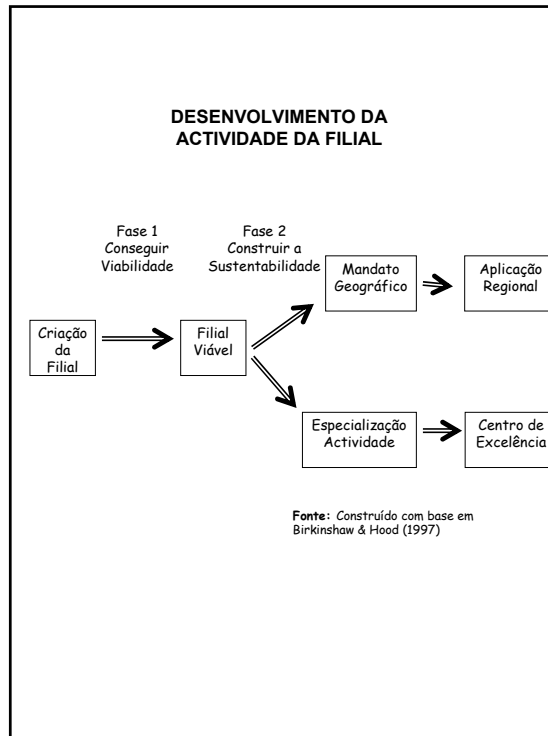 DESENVOLVIMENTO DA
ACTIVIDADE DA FILIAL
Fase 1
Conseguir
Viabilidade
Fase 2
Construir a
Sustentabilidade
Mandato
Geográfico
Aplicação
Regional
Criação
da
Filial
Filial
Viável
Especialização
Actividade
Centro de
Excelência
Fonte: Construído com base em
Birkinshaw & Hood (1997)